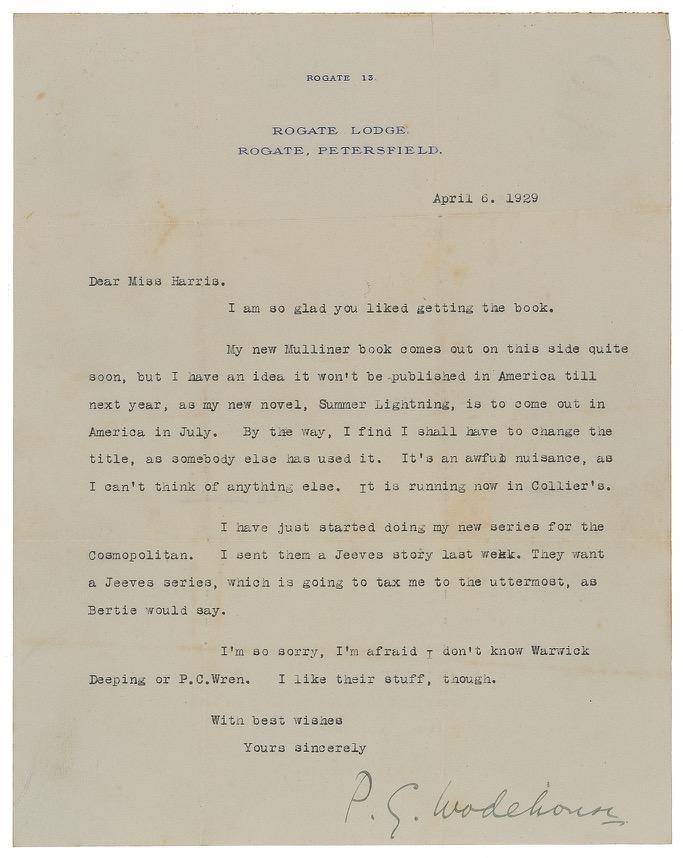 ROGATE 13.
ROGATE LODGE.
ROGATE, PETERSFIELD.
April 6. 1929
Dear Miss Harris.
I am so glad you liked getting the book.
My new Mulliner book comes out on this side quite
soon, but I have an idea it won't be published in America till
next year, as my new novel, Summer Lightning, is to come out in
America in July. By the way, I find I shall have to change the
title, as somebody else has used it. It's an awful nuisance, as
I can't think of anything else. It is running now in Collier's.
I have just started doing my new series for the
Cosmopolitan. I sent them a Jeeves story last week. They want
a Jeeves series, which is going to tax me to the uttermost, as
Bertie would say.
I'm so sorry, I'm afraid I don't know Warwick
Deeping or P.C.Wren. I like their stuff, though.
With best wishes
Yours sincerely
P. G. Wodehouse